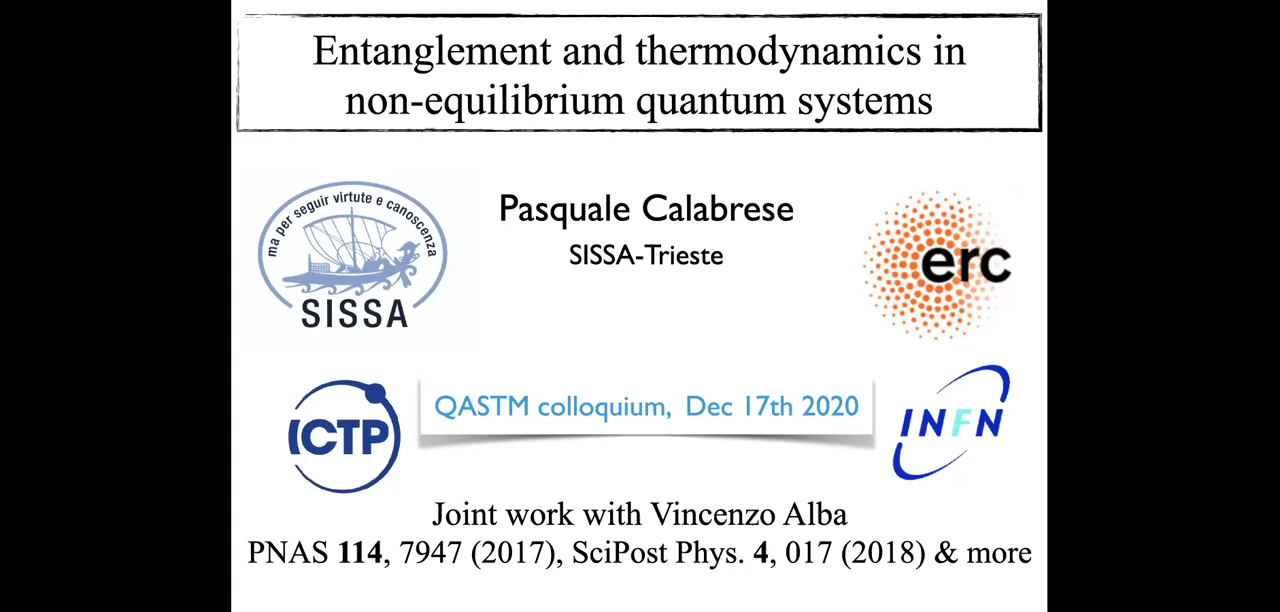 Entanglement and thermodynamics in
non-equilibrium quantum systems
ma per seguir virtute e canoscenza
SISSA
Pasquale Calabrese
SISSA-Trieste
erc
ICTP
QASTM colloquium, Dec 17th 2020
INFN
Joint work with Vincenzo Alba
PNAS 114, 7947 (2017), SciPost Phys. 4, 017 (2018) & more